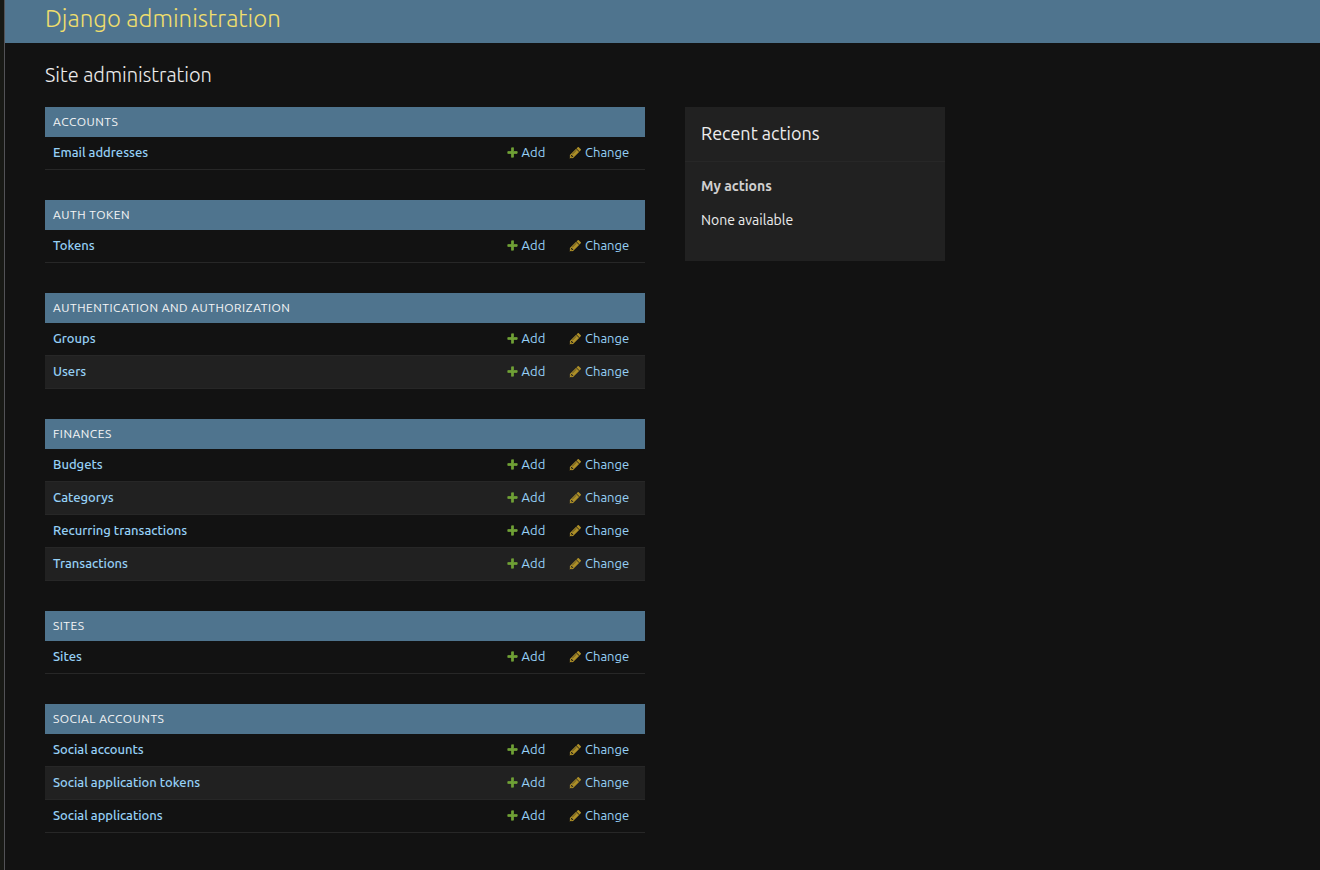 Django administration
Site administration
ACCOUNTS
Email addresses Add Change
AUTH TOKEN
Tokens Add Change
AUTHENTICATION AND AUTHORIZATION
Groups Add Change
Users Add Change
FINANCES
Budgets Add Change
Categorys Add Change
Recurring transactions Add Change
Transactions Add Change
SITES
Sites Add Change
SOCIAL ACCOUNTS
Social accounts Add Change
Social application tokens Add Change
Social applications Add Change
Recent actions
My actions
None available